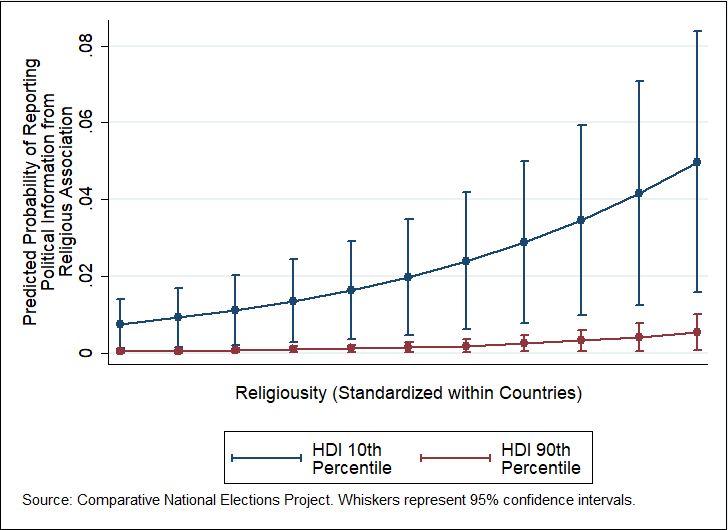 Predicted Probability of Reporting
Political Information from
Religious Association
.08
.06
.04
.02
0
Religiousity (Standardized within Countries)
HDI 10th
Percentile
HDI 90th
Percentile
Source: Comparative National Elections Project. Whiskers represent 95% confidence intervals.